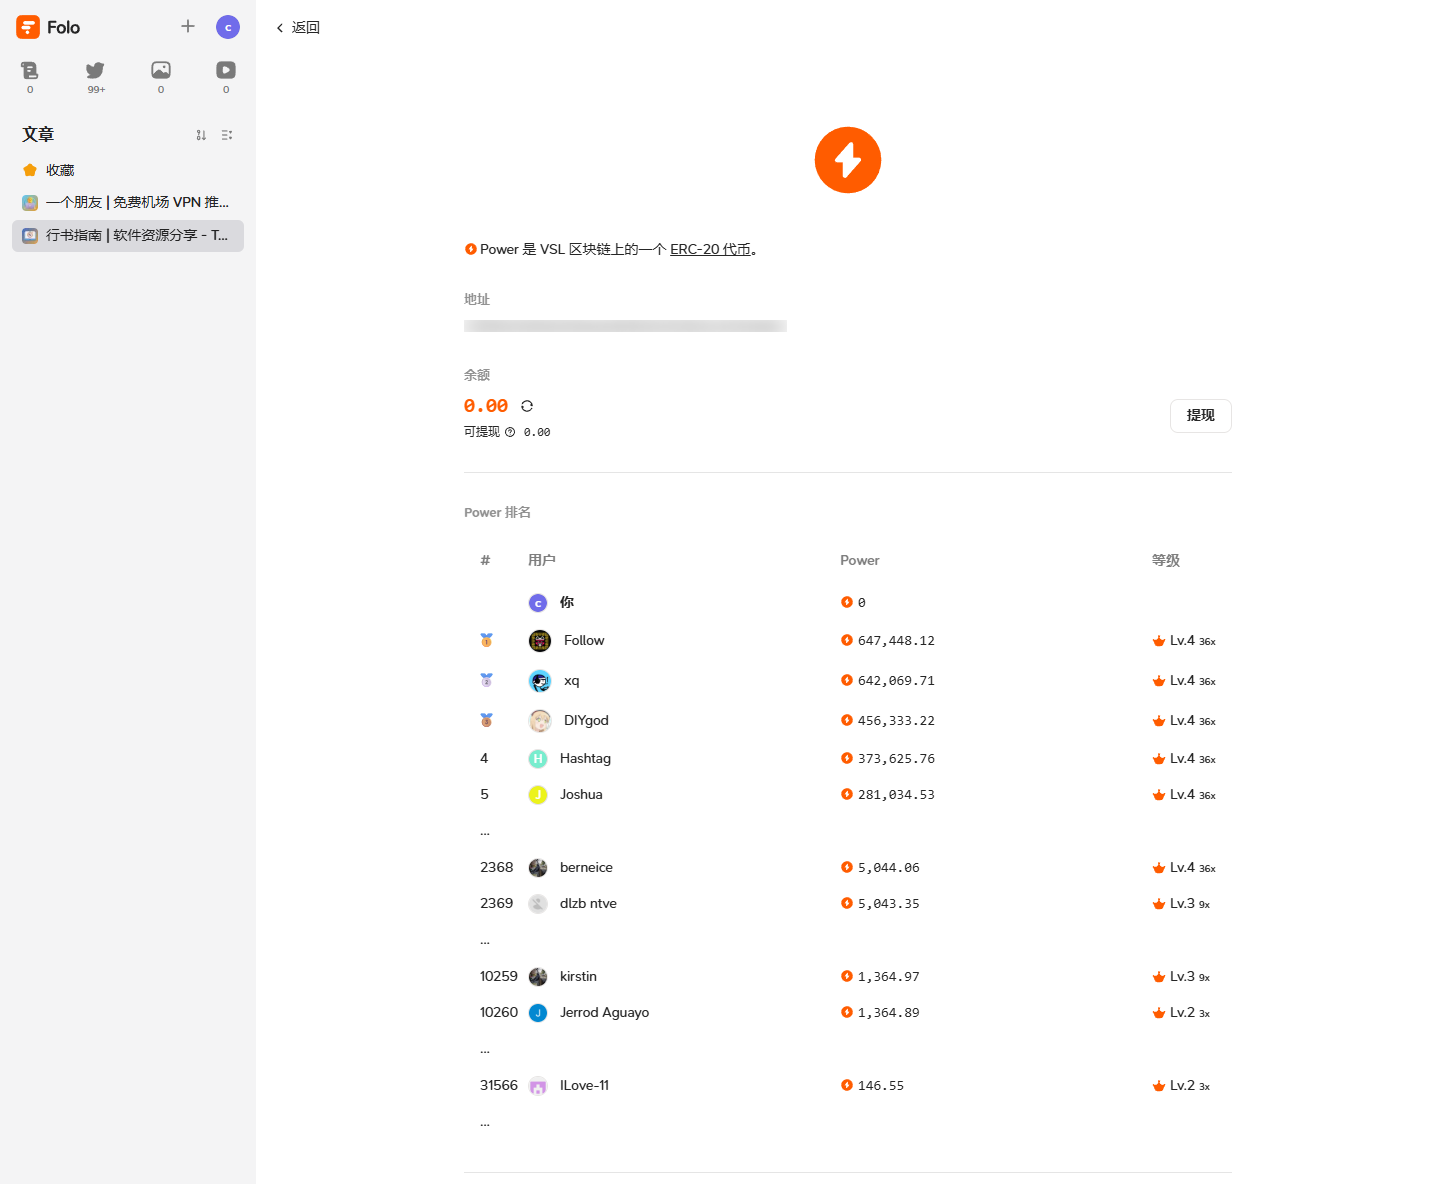 Folo
c
返回
0
99+
0
0
文章
收藏
一个朋友 | 免费机场 VPN 推...
行书指南 | 软件资源分享 - T...
Power 是 VSL 区块链上的一个 ERC-20 代币。
地址
余额
0.00
可提现 0.00
提现
Power 排名
# 用户 Power 等级
c 你 0
1 Follow 647,448.12 Lv.4 36x
2 xq 642,069.71 Lv.4 36x
3 DIYgod 456,333.22 Lv.4 36x
4 H Hashtag 373,625.76 Lv.4 36x
5 J Joshua 281,034.53 Lv.4 36x
...
2368 berneice 5,044.06 Lv.4 36x
2369 dlzb ntve 5,043.35 Lv.3 9x
...
10259 kirstin 1,364.97 Lv.3 9x
10260 J Jerrod Aguayo 1,364.89 Lv.2 3x
...
31566 ILove-11 146.55 Lv.2 3x
...